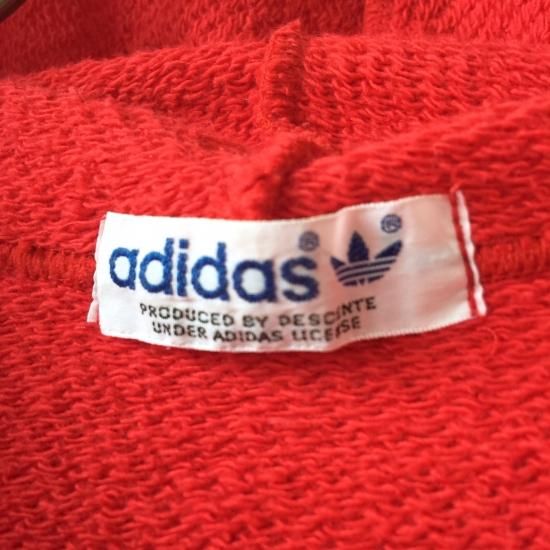 adidas® ®
PRODUCED BY DESCENTE
UNDER ADIDAS LICENSE